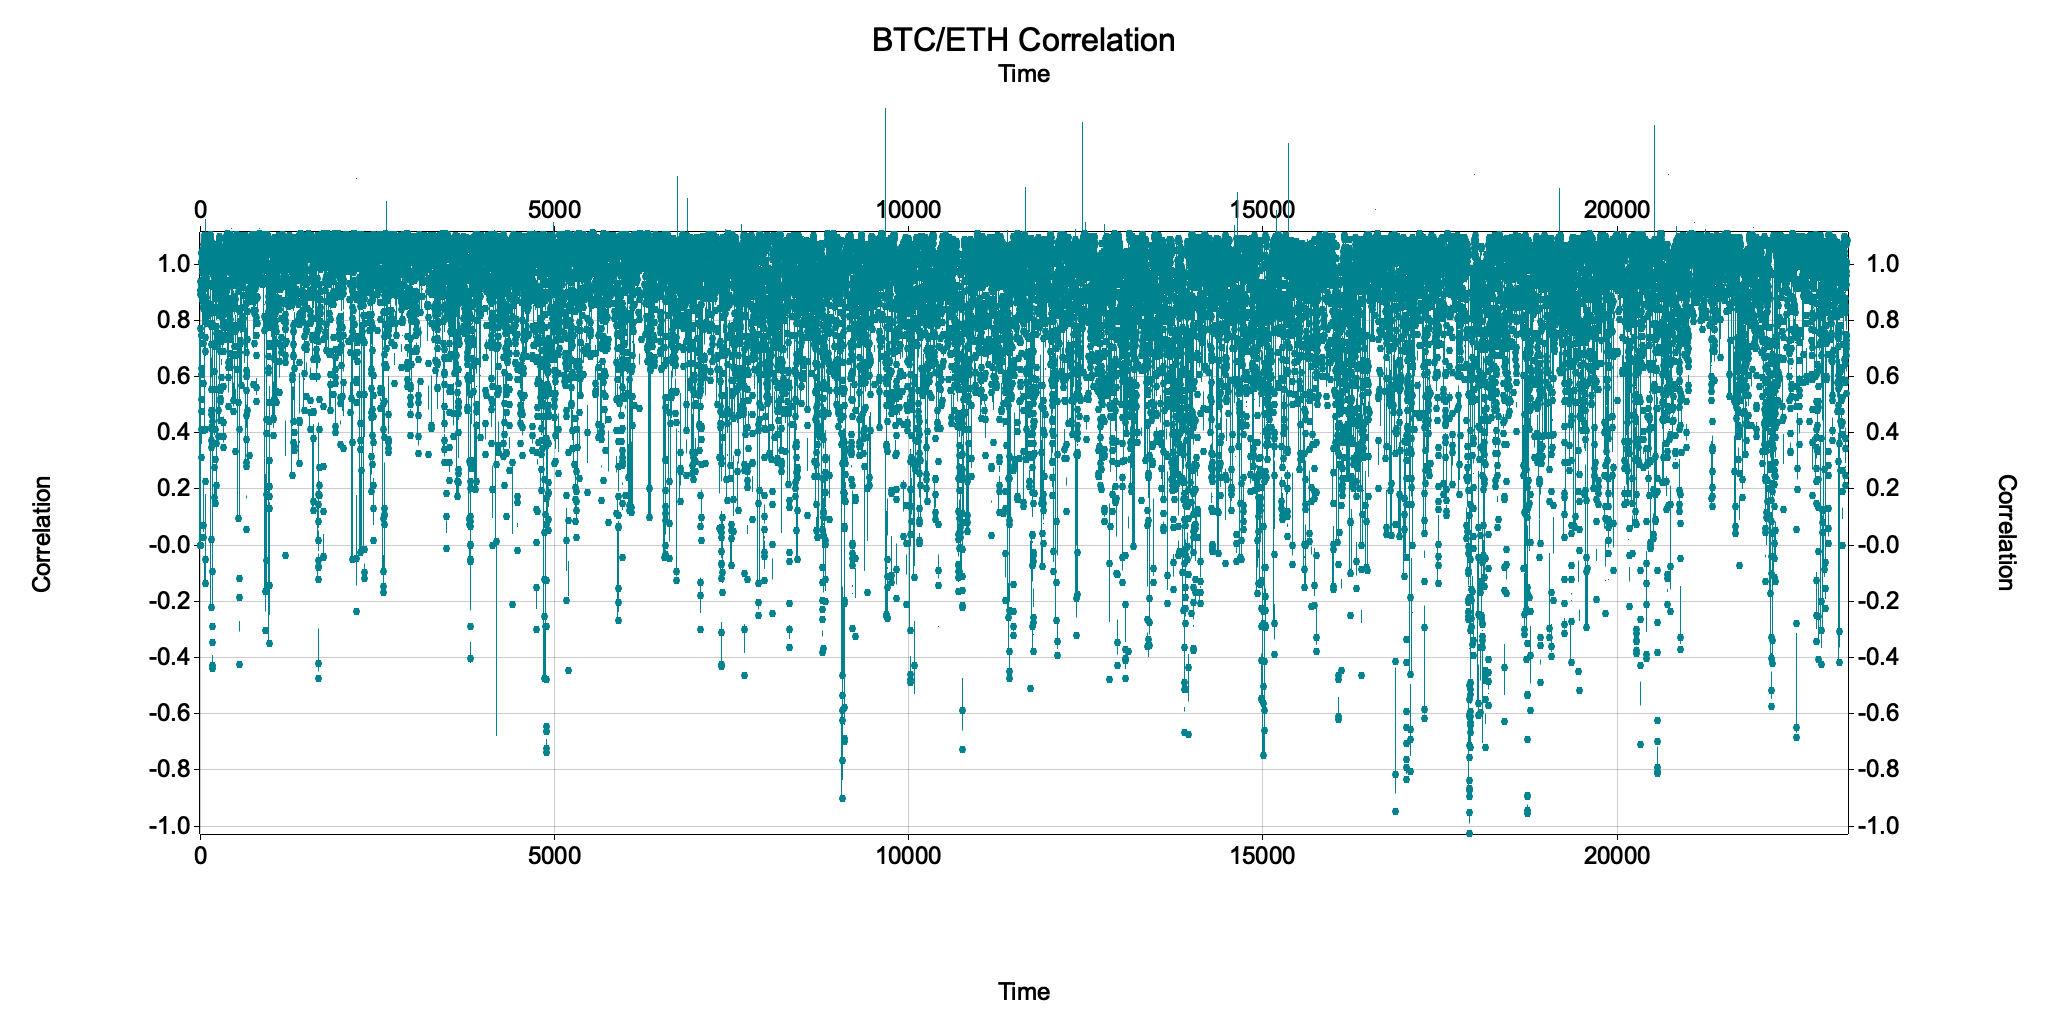 BTC/ETH Correlation
Time
0 5000 10000 15000 20000
1.0 1.0
0.8 0.8
0.6 0.6
0.4 0.4
0.2 0.2
-0.0 -0.0
-0.2 -0.2
-0.4 -0.4
-0.6 -0.6
-0.8 -0.8
-1.0 -1.0
Correlation
Correlation
0 5000 10000 15000 20000
Time